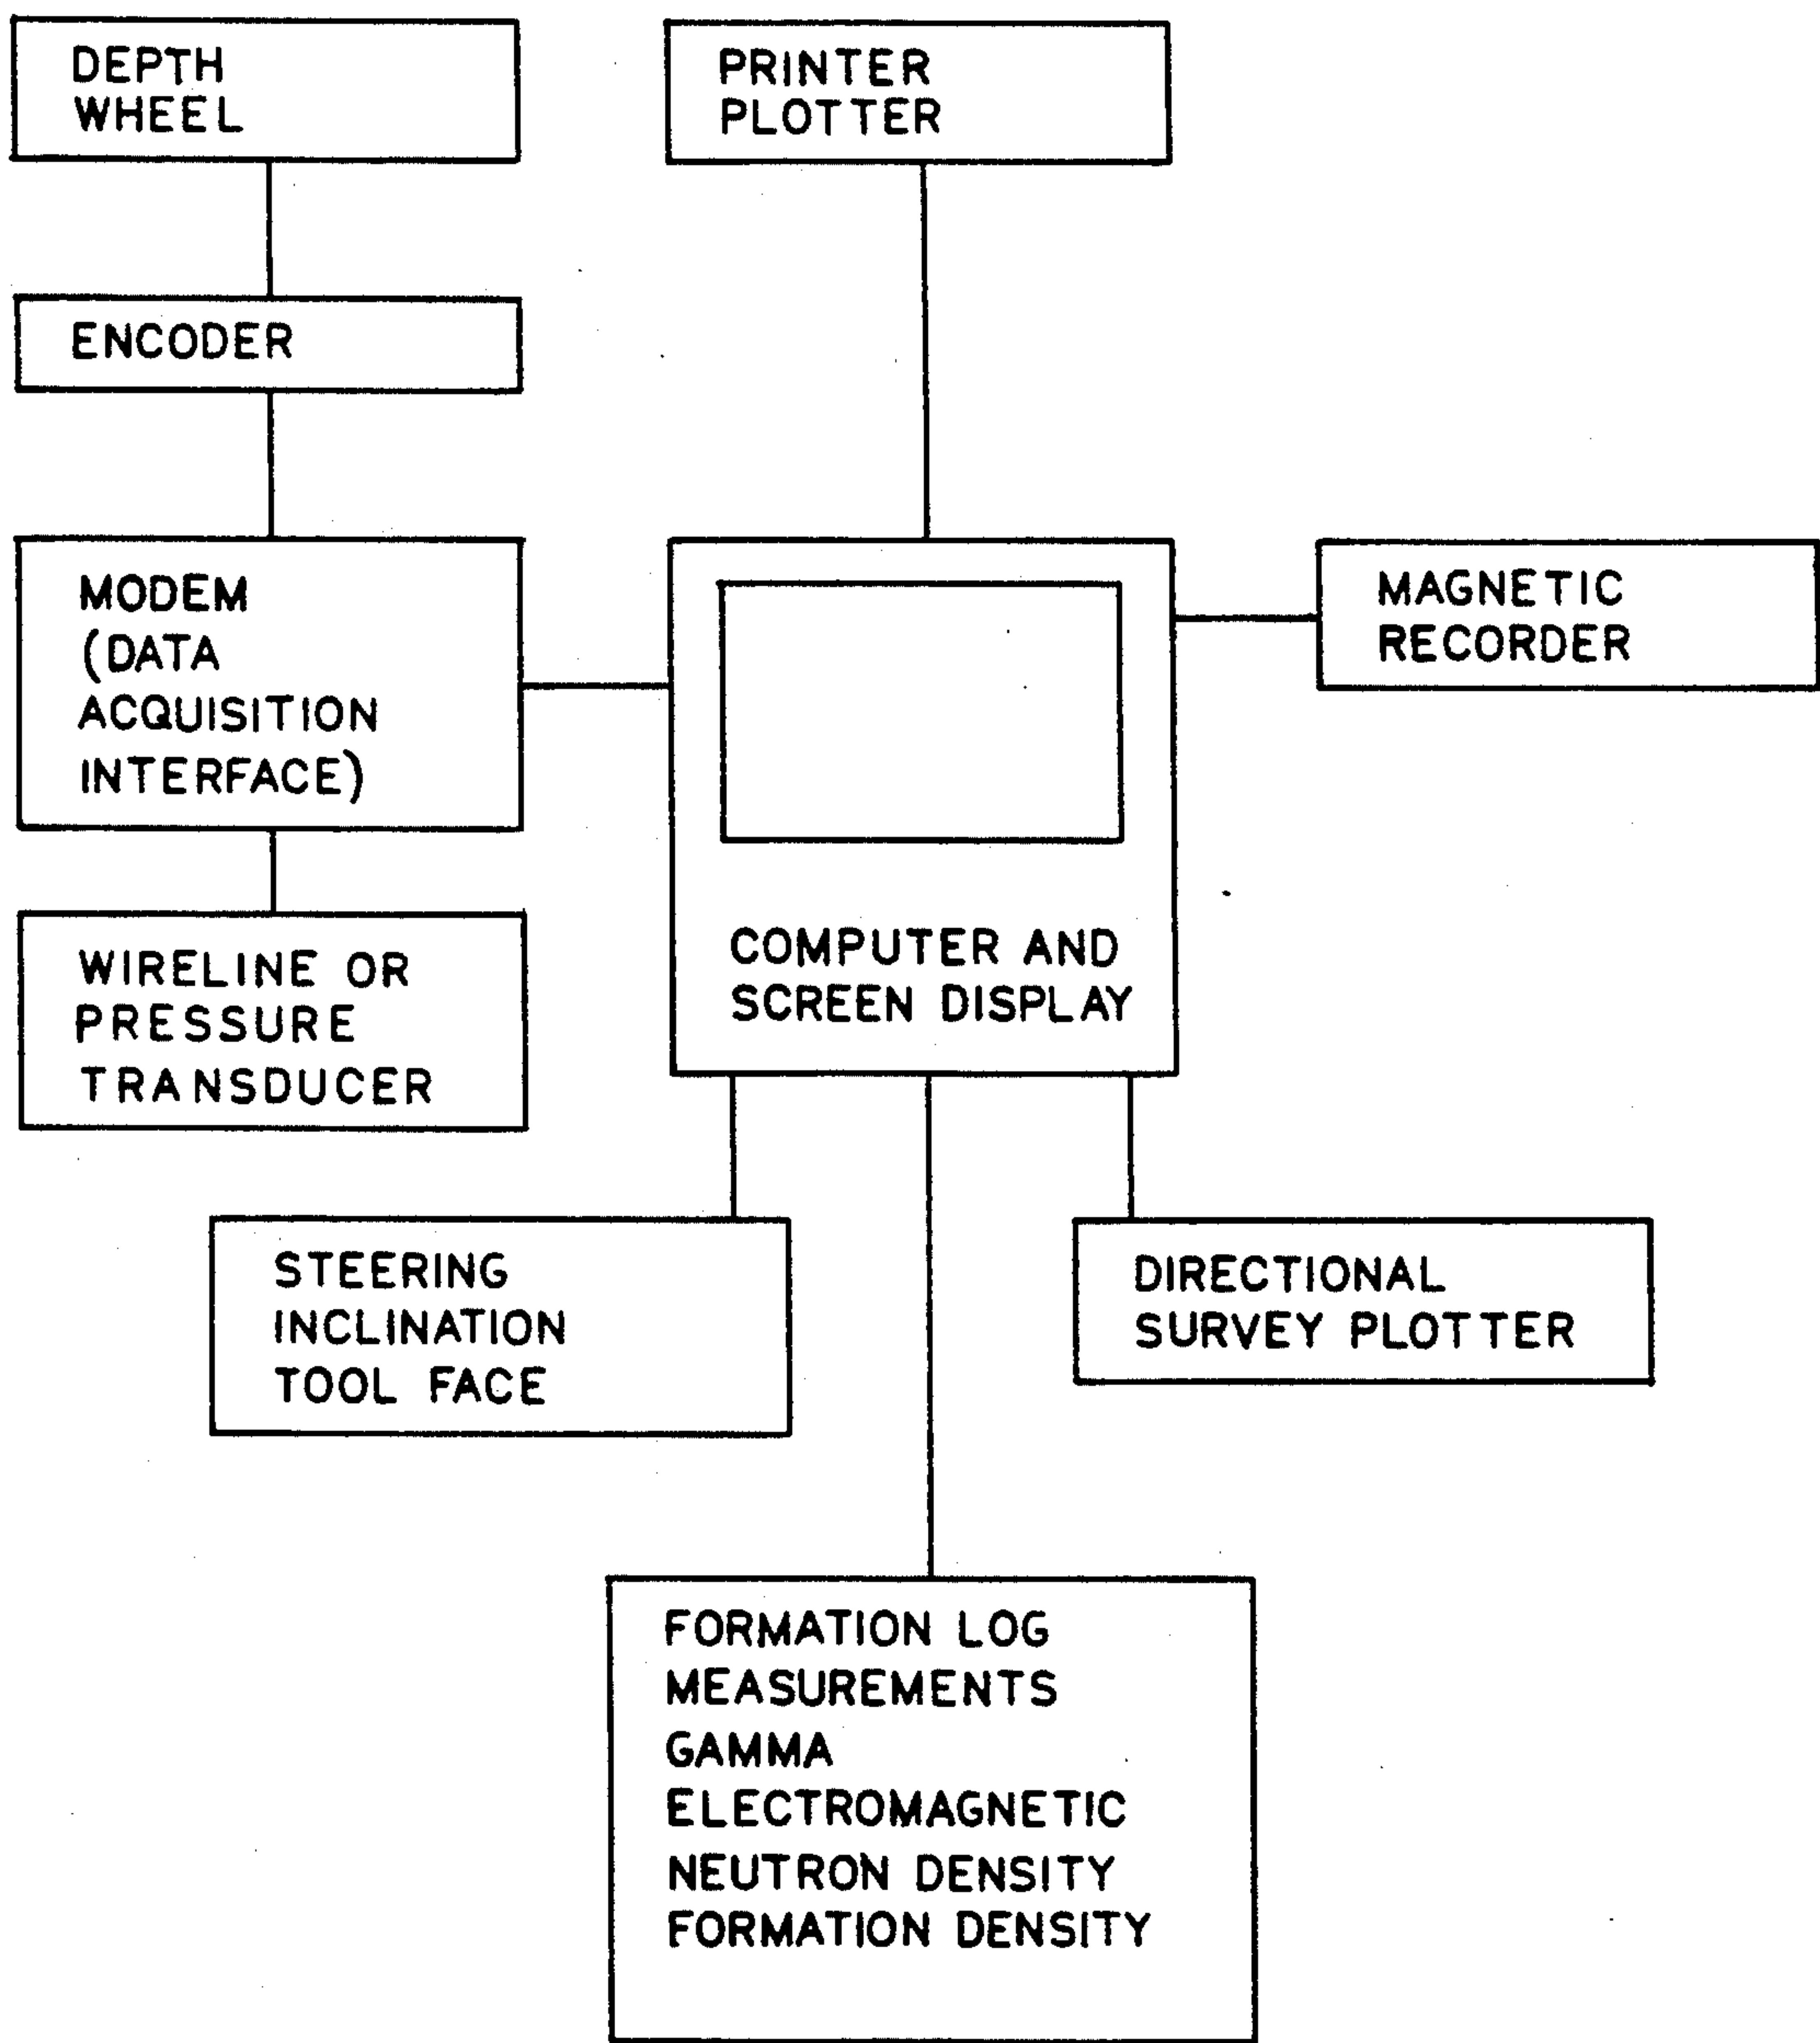 DEPTH
WHEEL
PRINTER
PLOTTER
ENCODER
MODEM
(DATA
ACQUISITION
INTERFACE)
MAGNETIC
RECORDER
COMPUTER AND
SCREEN DISPLAY
WIRELINE OR
PRESSURE
TRANSDUCER
STEERING
INCLINATION
TOOL FACE
DIRECTIONAL
SURVEY PLOTTER
FORMATION LOG
MEASUREMENTS
GAMMA
ELECTROMAGNETIC
NEUTRON DENSITY
FORMATION DENSITY